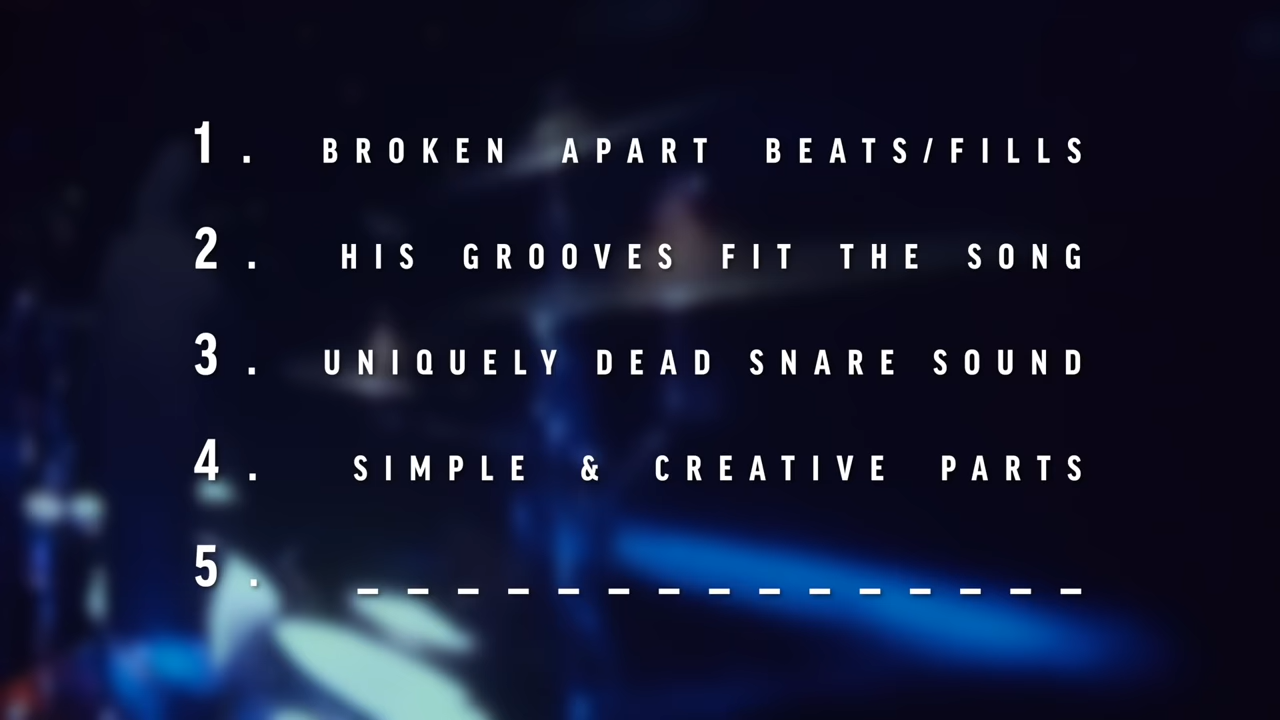 1. BROKEN APART BEATS/FILLS
2. HIS GROOVES FIT THE SONG
3. UNIQUELY DEAD SNARE SOUND
4. SIMPLE & CREATIVE PARTS
5. _ _ _ _ _ _ _ _ _ _ _ _ _ _ _